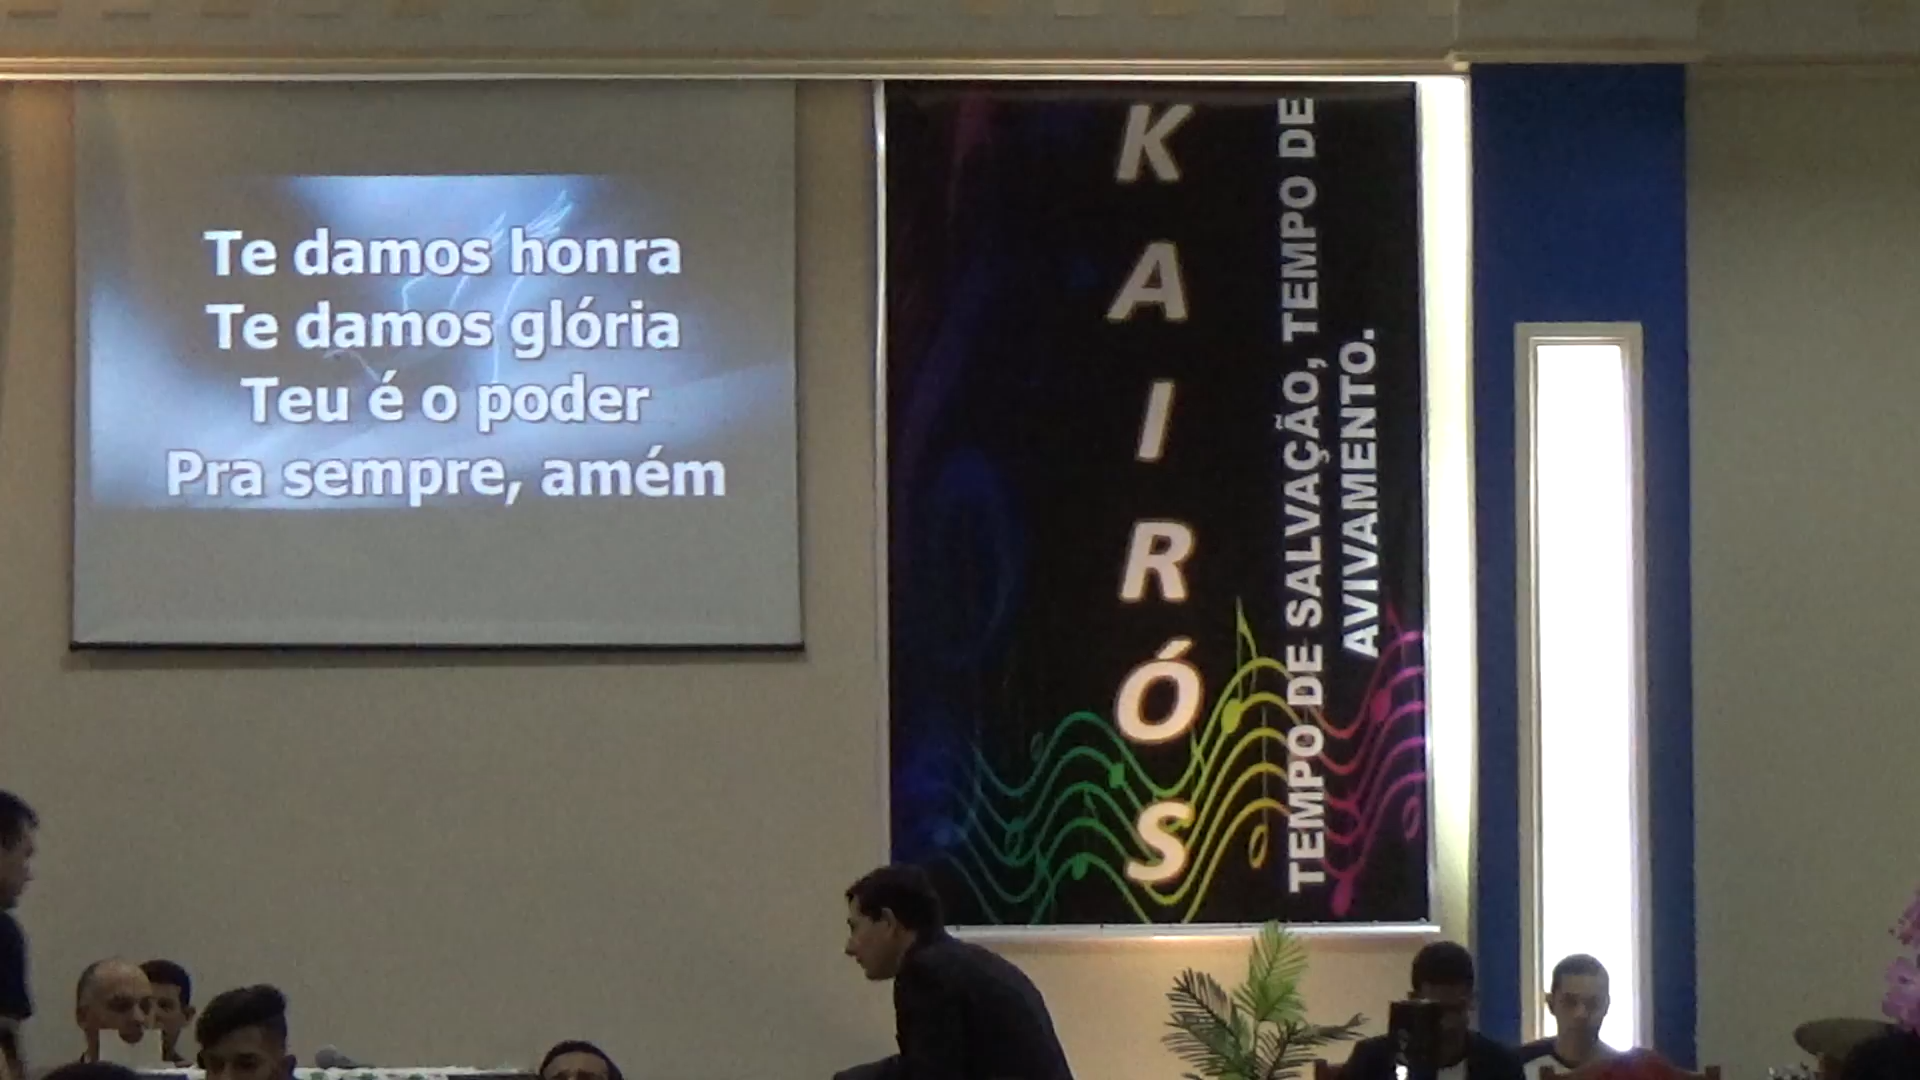 Te damos honra
Te damos glória
Teu é o poder
Pra sempre, amém
KAIRÓS
TEMPO DE SALVAÇÃO, TEMPO DE
AVIVAMENTO.